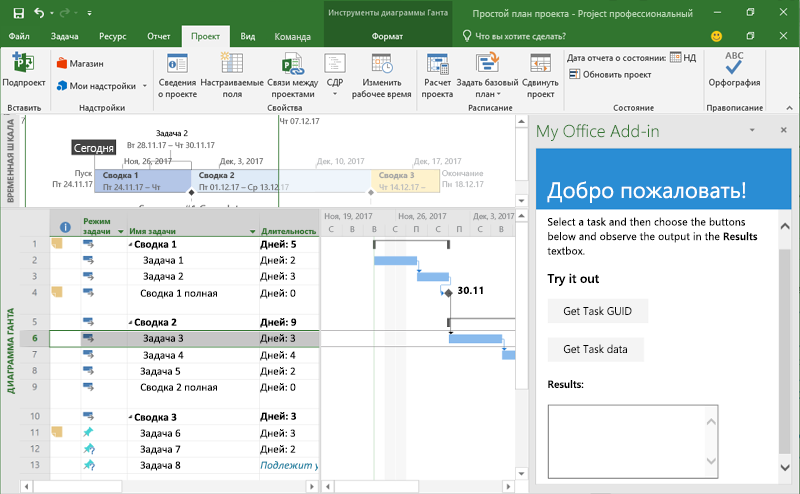 Инструменты диаграммы Ганта
Простой план проекта - Project профессиональный
Файл Задача Ресурс Отчет Проект Вид Команда Формат Что вы хотите сделать?
Подпроект
Магазин
Мои надстройки
Сведения о проекте
Настраиваемые поля
Связи между проектами
СДР
Изменить рабочее время
Расчет проекта
Задать базовый план
Сдвинуть проект
Дата отчета о состоянии: НД
Обновить проект
ABC
Орфография
Вставить Надстройки Свойства Расписание Состояние Правописание
ВРЕМЕННАЯ ШКАЛА
7
Чт 07.12.17
Задача 2
Вт 28.11.17 – Чт 30.11.17
Сегодня
Ноя, 26, 2017 Дек, 3, 2017 Дек, 10, 2017 Дек, 17, 2017
Пуск
Пт 24.11.17
Сводка 1
Пт 24.11.17 – Чт
Сводка 2
Пт 01.12.17 – Ср 13.12.17
Сводка 3
Чт 14.12.17 –
Окончание
Пн 18.12.17
ДИАГРАММА ГАНТА
Режим задачи Имя задачи Длительность
Ноя, 19, 2017 Ноя, 26, 2017 Дек, 3, 2017
С В П С В П С В
1 Сводка 1 Дней: 5
2 Задача 1 Дней: 2
3 Задача 2 Дней: 3
4 Сводка 1 полная Дней: 0
30.11
5 Сводка 2 Дней: 9
6 Задача 3 Дней: 3
7 Задача 4 Дней: 4
8 Задача 5 Дней: 2
9 Сводка 2 полная Дней: 0
10 Сводка 3 Дней: 3
11 Задача 6 Дней: 3
12 Задача 7 Дней: 2
13 Задача 8 Подлежит у
My Office Add-in
Добро пожаловать!
Select a task and then choose the buttons
below and observe the output in the Results
textbox.
Try it out
Get Task GUID
Get Task data
Results: